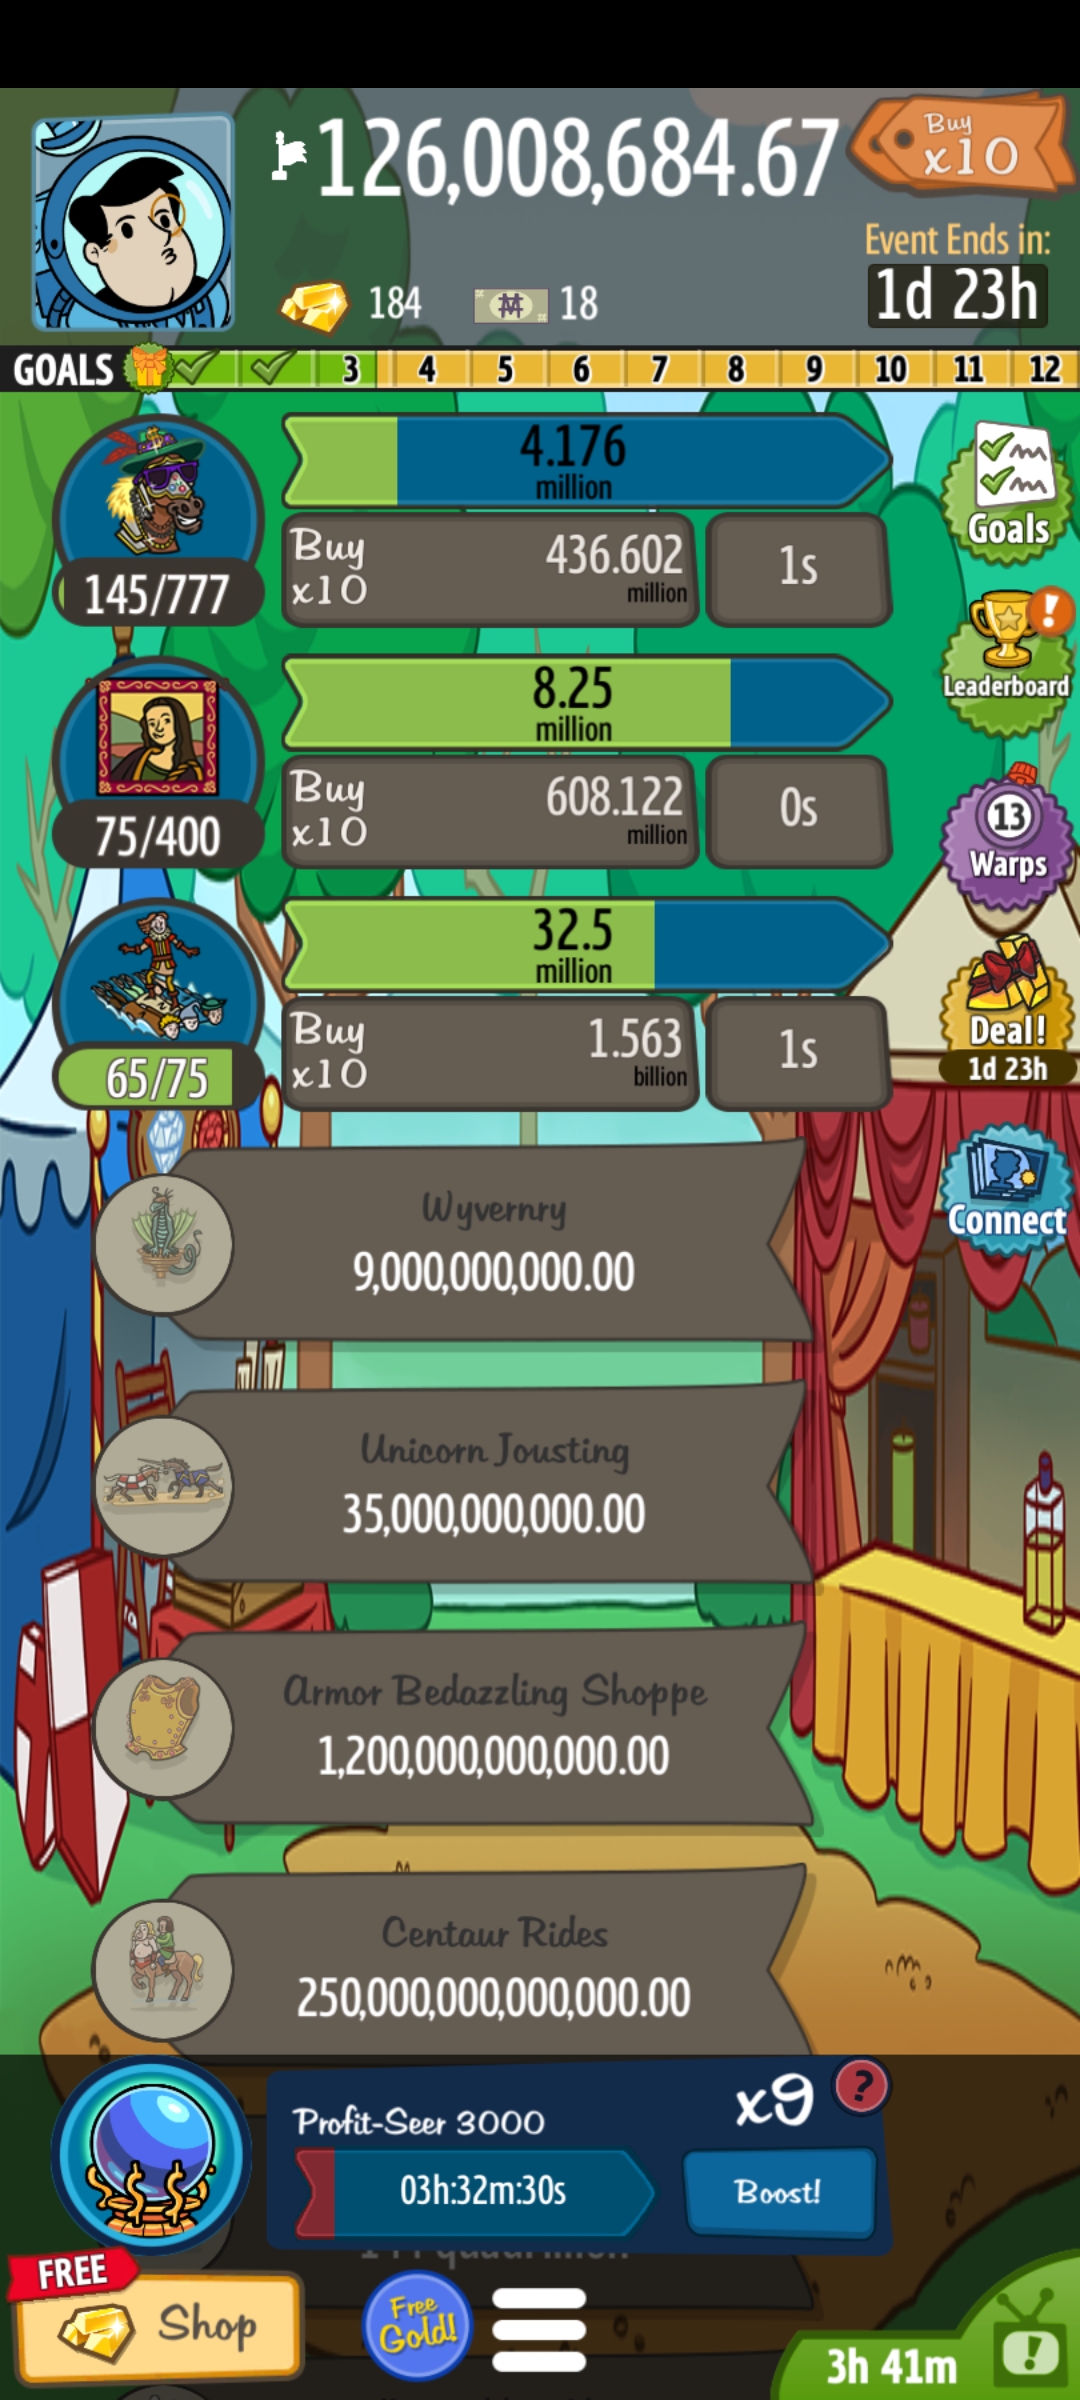 126,008,684.67
Buy
x10
Event Ends in:
1d 23h
184
18
GOALS 3 4 5 6 7 8 9 10 11 12
4.176
million
145/777
Buy
x10
436.602
million
1s
Goals
8.25
million
75/400
Buy
x10
608.122
million
0s
Leaderboard
13
Warps
32.5
million
65/75
Buy
x10
1.563
billion
1s
Deal!
1d 23h
Connect
Wyvernry
9,000,000,000.00
Unicorn Jousting
35,000,000,000.00
Armor Bedazzling Shoppe
1,200,000,000,000.00
Centaur Rides
250,000,000,000,000.00
Profit-Seer 3000
x9
?
03h:32m:30s
Boost!
FREE
Shop
Free
Gold!
3h 41m